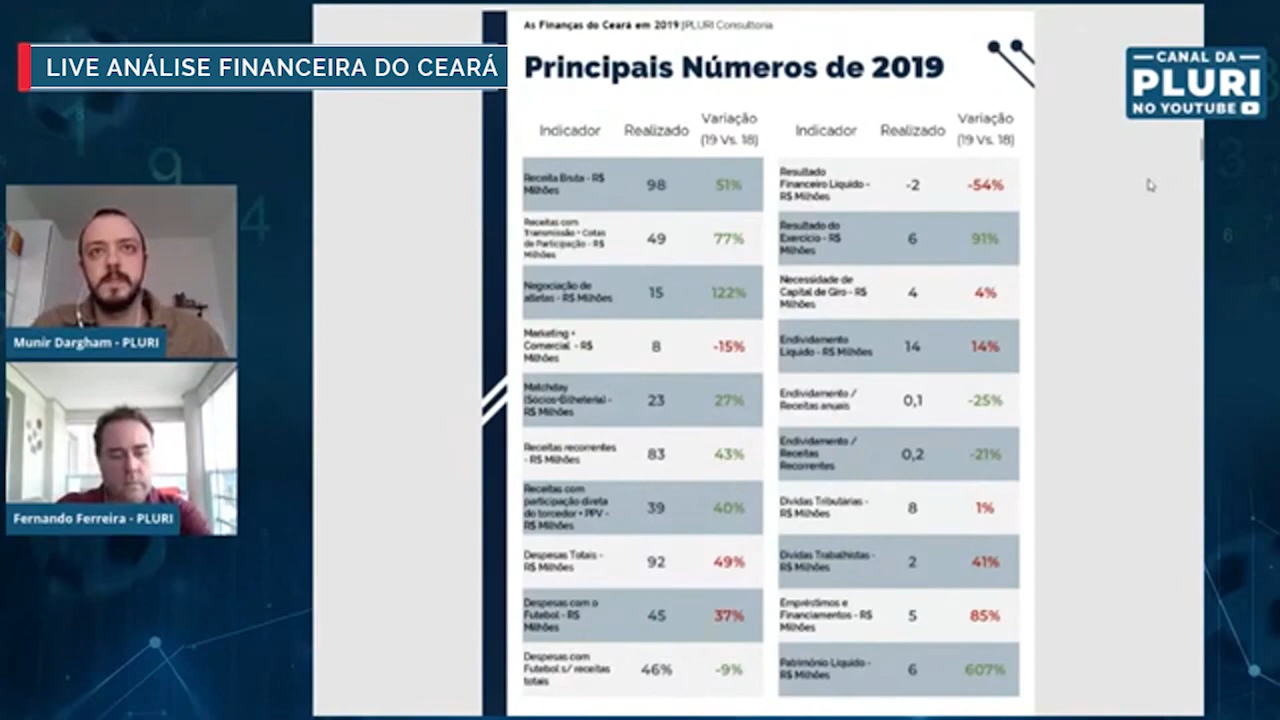 LIVE ANÁLISE FINANCEIRA DO CEARÁ
CANAL DA
PLURI
NO YOUTUBE
Munir Dargham - PLURI
Fernando Ferreira - PLURI
As Finanças do Ceará em 2019|PLURI Consultoria
Principais Números de 2019
Indicador Realizado Variação
(19 Vs. 18)
Receita Bruta - R$
Milhões
98 51%
Receitas com
Transmissão + Cotas
de Participação - R$
Milhões
49 77%
Negociação de
atletas - R$ Milhões
15 122%
Marketing +
Comercial - R$
Milhões
8 -15%
Matchday
(Sócios+Bilheteria) -
R$ Milhões
23 27%
Receitas recorrentes
- R$ Milhões
83 43%
Receitas com
participação direta
do torcedor + PPV -
R$ Milhões
39 40%
Despesas Totais -
R$ Milhões
92 49%
Despesas com o
Futebol - R$
Milhões
45 37%
Despesas com
Futebol s/ receitas
totais
46% -9%
Indicador Realizado Variação
(19 Vs. 18)
Resultado
Financeiro Líquido -
R$ Milhões
-2 -54%
Resultado do
Exercício - R$
Milhões
6 91%
Necessidade de
Capital de Giro - R$
Milhões
4 4%
Endividamento
Líquido - R$ Milhões
14 14%
Endividamento /
Receitas anuais
0,1 -25%
Endividamento /
Receitas
Recorrentes
0,2 -21%
Dívidas Tributárias -
R$ Milhões
8 1%
Dívidas Trabalhistas -
R$ Milhões
2 41%
Empréstimos e
Financiamentos - R$
Milhões
5 85%
Patrimônio Líquido -
R$ Milhões
6 607%